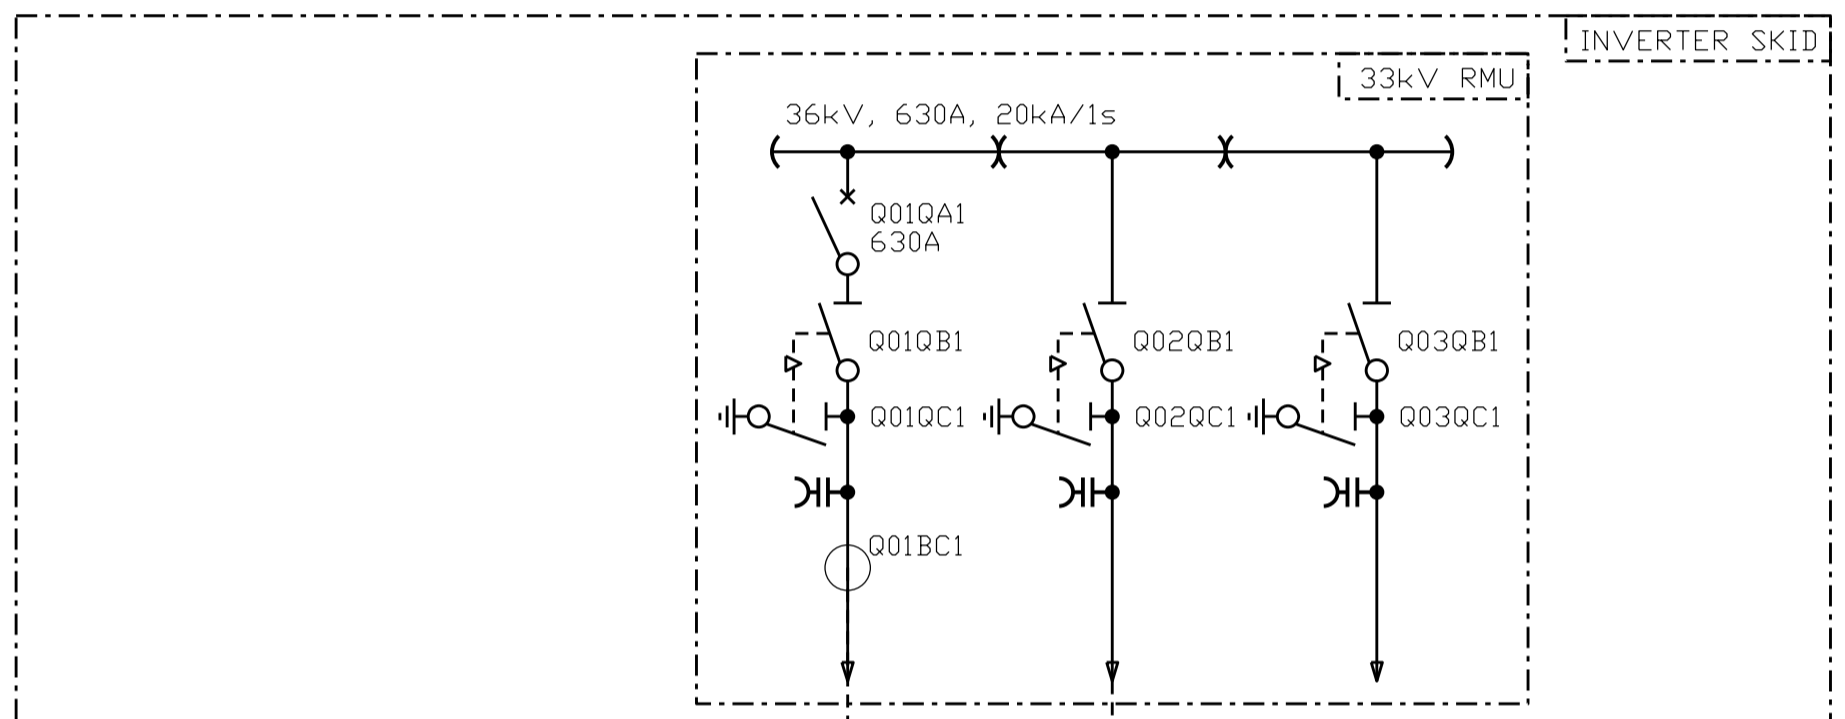 INVERTER SKID
33kV RMU
36kV, 630A, 20kA/1s
Q01QA1
630A
Q01QB1
Q02QB1
Q03QB1
Q01QC1
Q02QC1
Q03QC1
Q01BC1